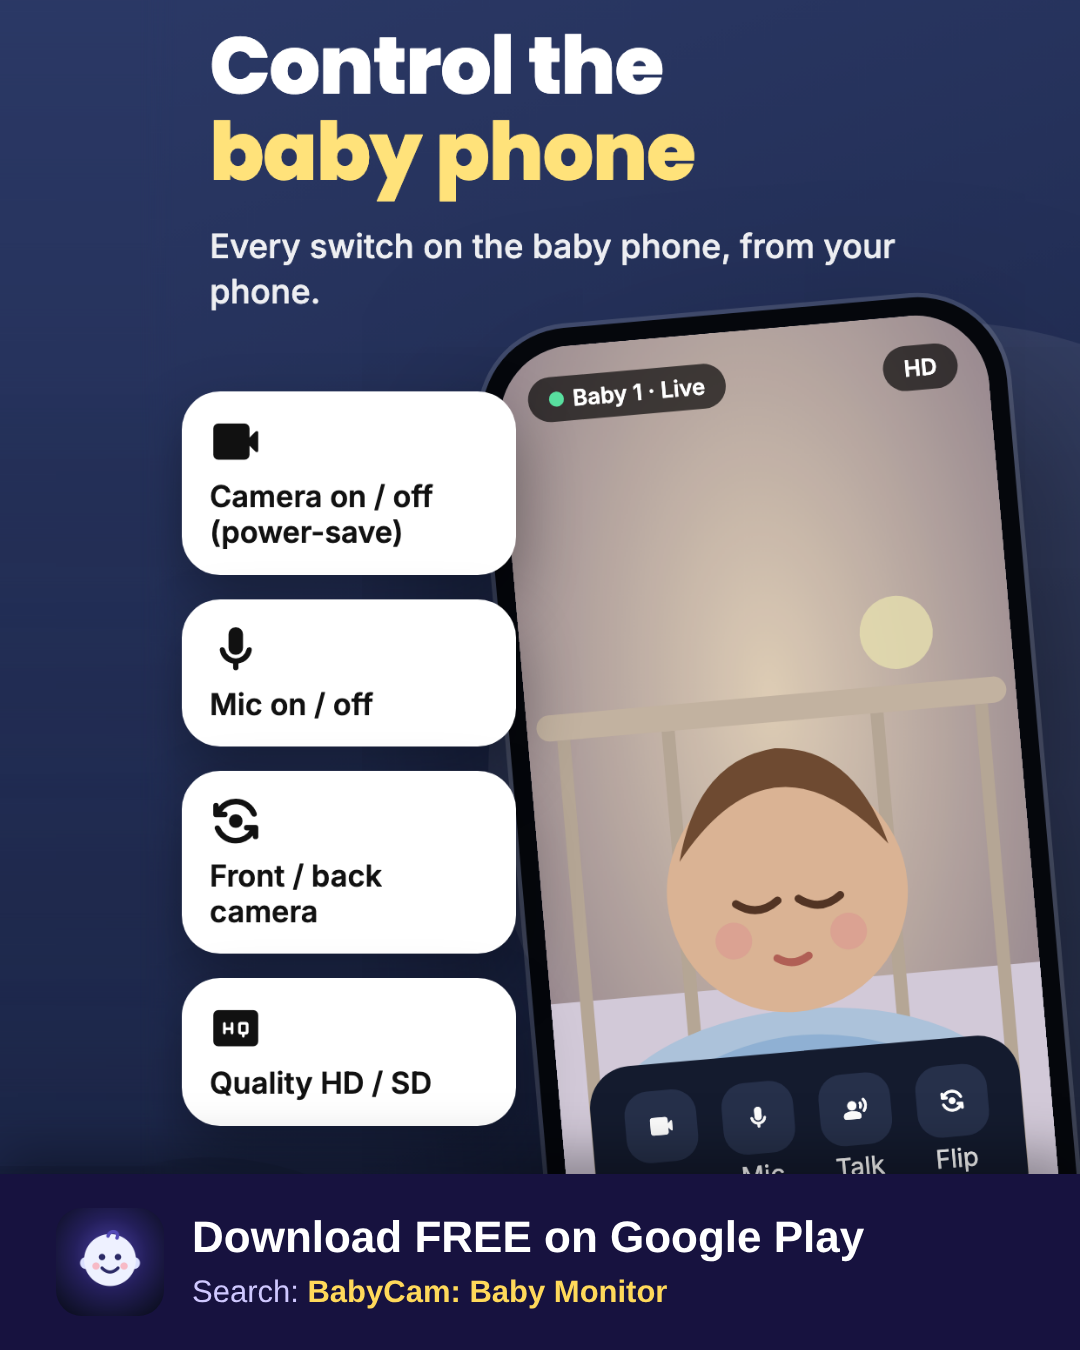 Control the
baby phone
Every switch on the baby phone, from your
phone.
Baby 1 · Live
HD
Camera on / off
(power-save)
Mic on / off
Front / back
camera
HQ
Quality HD / SD
Mic
Talk
Flip
Download FREE on Google Play
Search: BabyCam: Baby Monitor